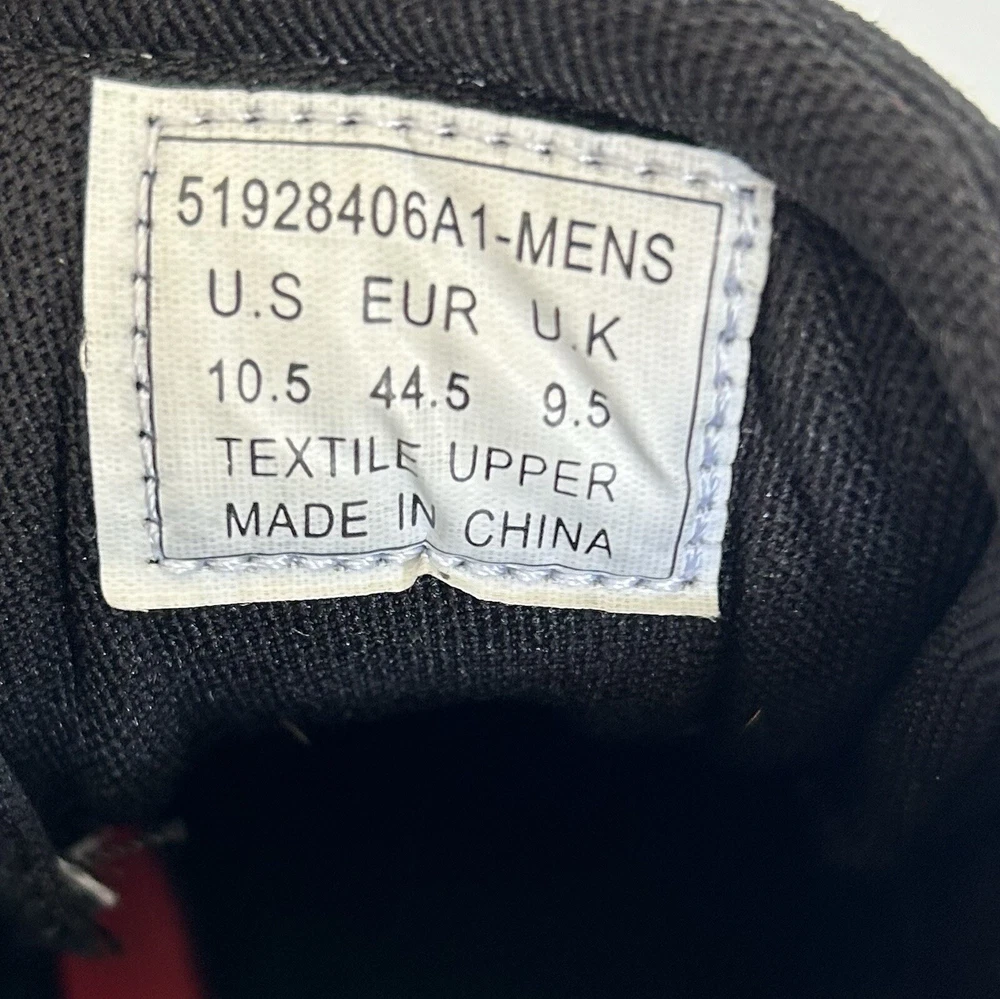 51928406A1-MENS
U.S EUR U.K
10.5 44.5 9.5
TEXTILE UPPER
MADE IN CHINA